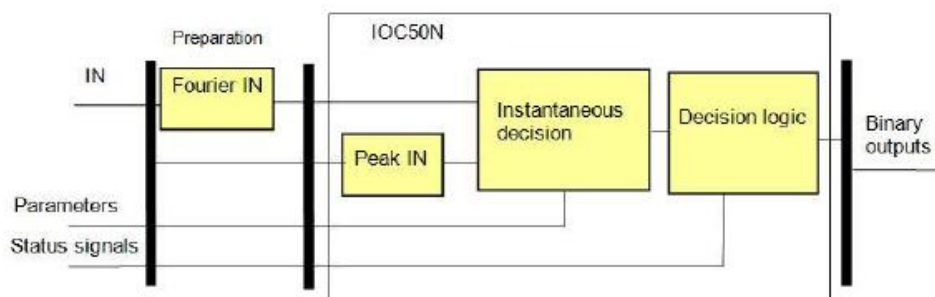 Preparation
IOC50N
IN
Fourier IN
Instantaneous
decision
Decision logic
Binary
outputs
Peak IN
Parameters
Status signals